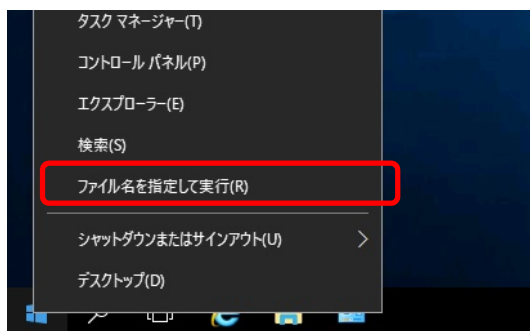 タスク マネージャー(T)
コントロール パネル(P)
エクスプローラー(E)
検索(S)
ファイル名を指定して実行(R)
シャットダウンまたはサインアウト(U)
デスクトップ(D)